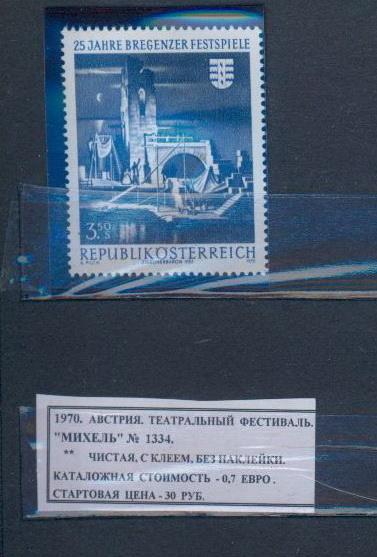 25 JAHRE BREGENZER FESTSPIELE
3.50 S
REPUBLIK ÖSTERREICH
1970. АВСТРИЯ. ТЕАТРАЛЬНЫЙ ФЕСТИВАЛЬ.
"МИХЕЛЬ" № 1334.
** ЧИСТАЯ, С КЛЕЕМ, БЕЗ НАКЛЕЙКИ.
КАТАЛОЖНАЯ СТОИМОСТЬ - 0,7 ЕВРО.
СТАРТОВАЯ ЦЕНА - 30 РУБ.